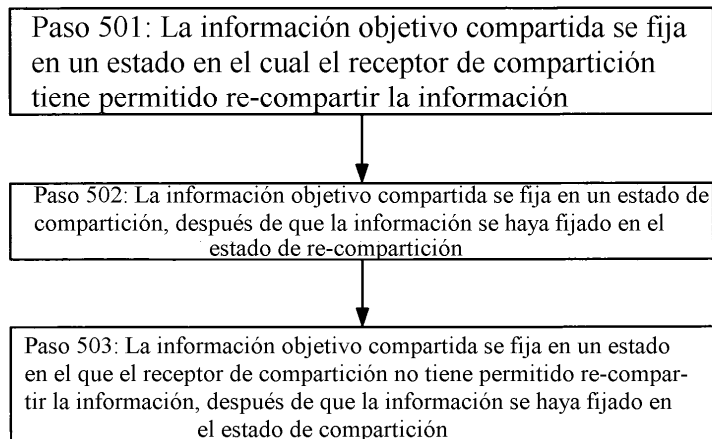 Paso 501: La información objetivo compartida se fija
en un estado en el cual el receptor de compartición
tiene permitido re-compartir la información
Paso 502: La información objetivo compartida se fija en un estado de
compartición, después de que la información se haya fijado en el
estado de re-compartición
Paso 503: La información objetivo compartida se fija en un estado
en el que el receptor de compartición no tiene permitido re-compar-
tir la información, después de que la información se haya fijado en
el estado de compartición